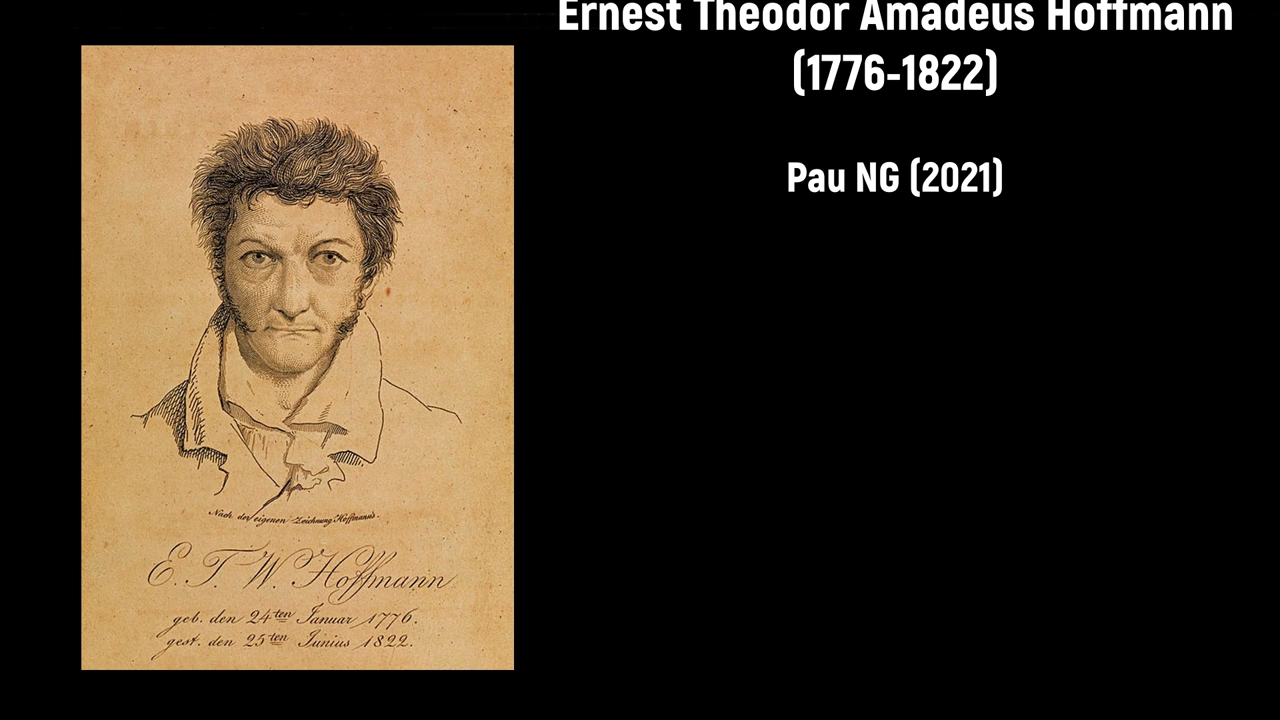 Ernest Theodor Amadeus Hoffmann
(1776-1822)
Pau NG (2021)
Nach der eigenen Zeichnung Hoffmanns.
E. T. W. Hoffmann
geb. den 24ten Januar 1776.
gest. den 25ten Junius 1822.